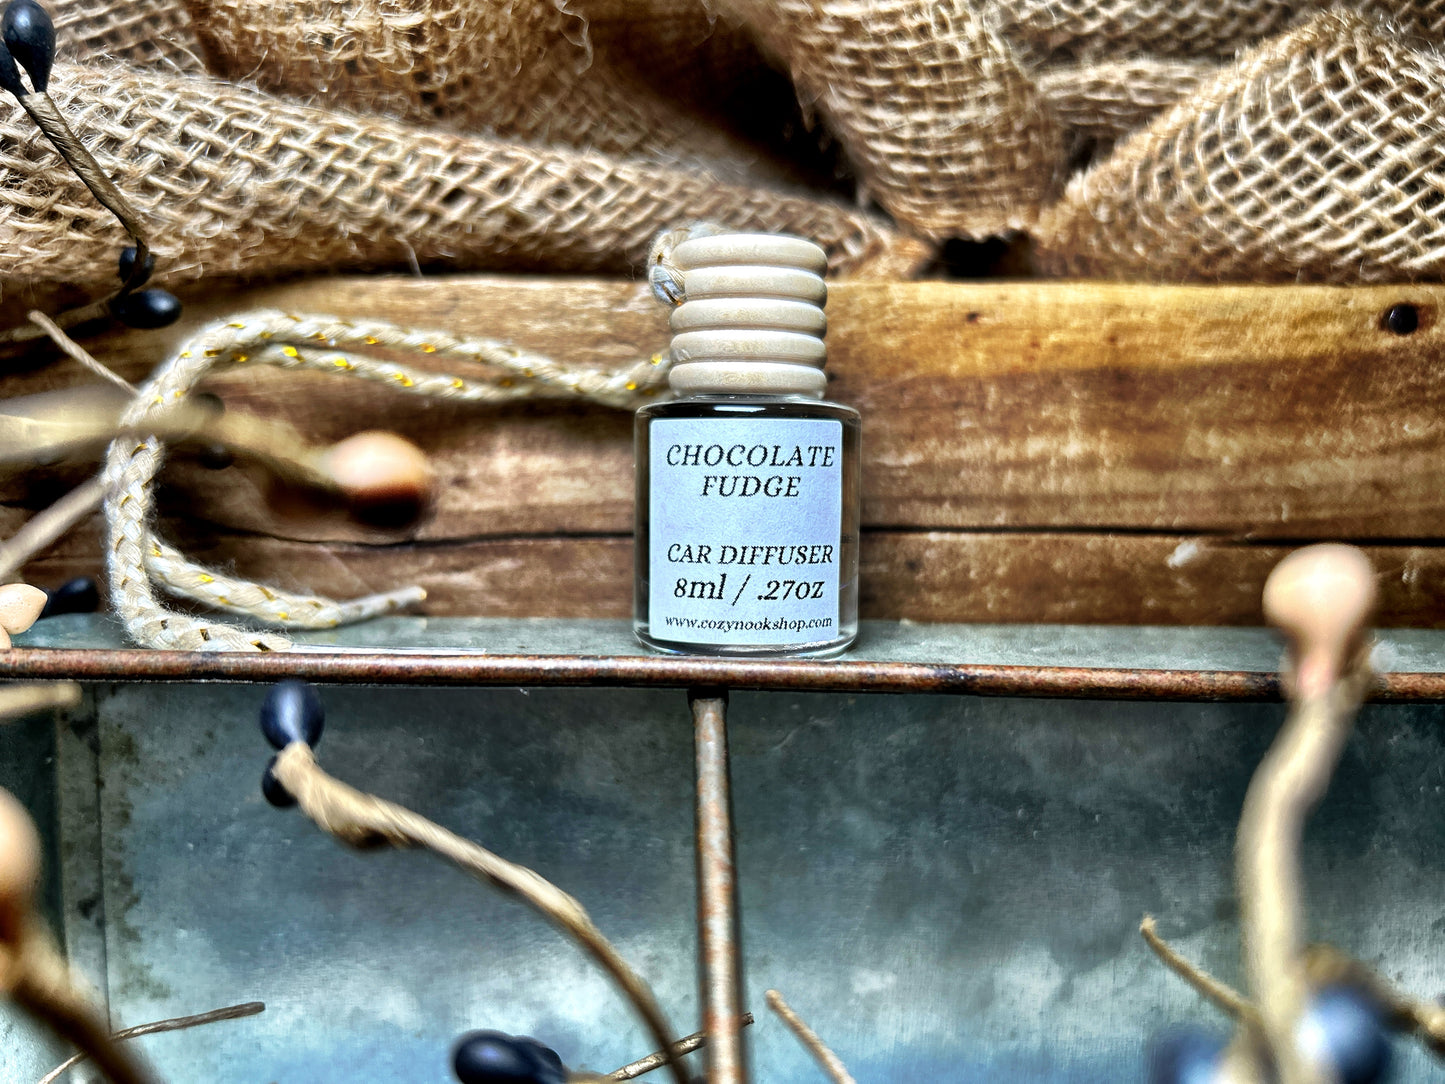 CHOCOLATE
FUDGE
CAR DIFFUSER
8ml / .27oz
www.cozynookshop.com